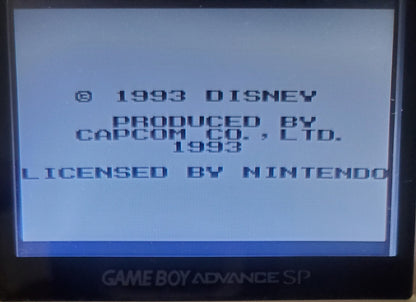 © 1993 DISNEY
PRODUCED BY
CAPCOM CO., LTD.
1993
LICENSED BY NINTENDO
GAME BOY ADVANCE SP